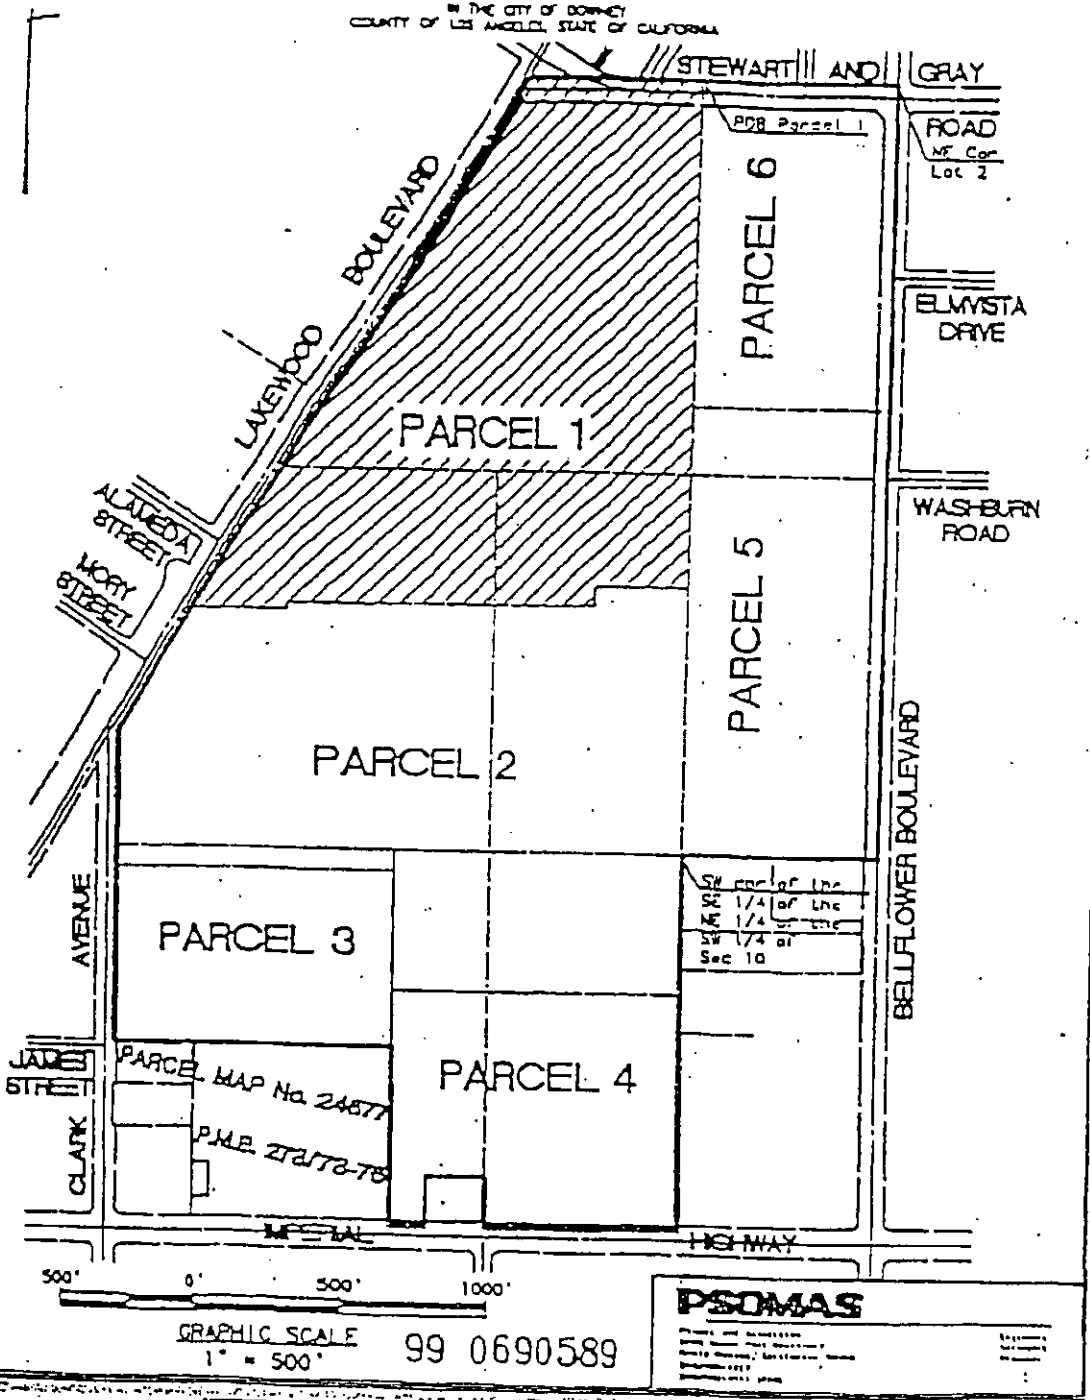 IN THE CITY OF DOWNEY
COUNTY OF LOS ANGELES, STATE OF CALIFORNIA
STEWART AND GRAY
ROAD
POB Parcel 1
NE Cor
Lot 2
PARCEL 6
LAKEWOOD BOULEVARD
ELMVISTA
DRIVE
PARCEL 1
ALAMEDA
STREET
WASHBURN
ROAD
STREET
PARCEL 5
PARCEL 2
BELLFLOWER BOULEVARD
SW cor of the
SE 1/4 of the
NE 1/4 of the
SW 1/4 of
Sec 10
PARCEL 3
CLARK AVENUE
JAMES
STREET
PARCEL MAP No. 24677
P.M.B.
PARCEL 4
IMPERIAL HIGHWAY
500' 0' 500' 1000'
GRAPHIC SCALE
1" = 500'
99 0690589
PSOMAS